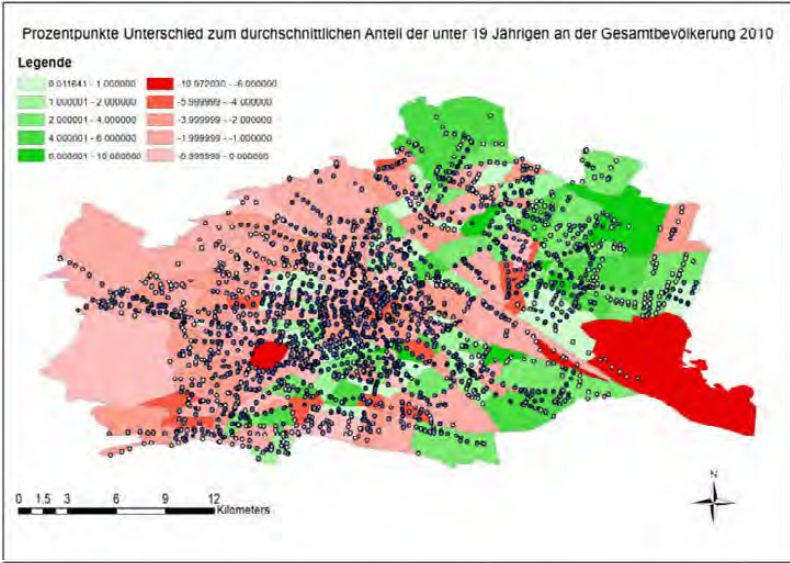 Prozentpunkte Unterschied zum durchschnittlichen Anteil der unter 19 Jährigen an der Gesamtbevölkerung 2010
Legende
0.011641 - 1.000000
1.000001 - 2.000000
2.000001 - 4.000000
4.000001 - 6.000000
6.000001 - 10.000000
-10.972030 - -6.000000
-5.999999 - -4.000000
-3.999999 - -2.000000
-1.999999 - -1.000000
-0.999999 - 0.000000
N
0 1.5 3 6 9 12
Kilometers